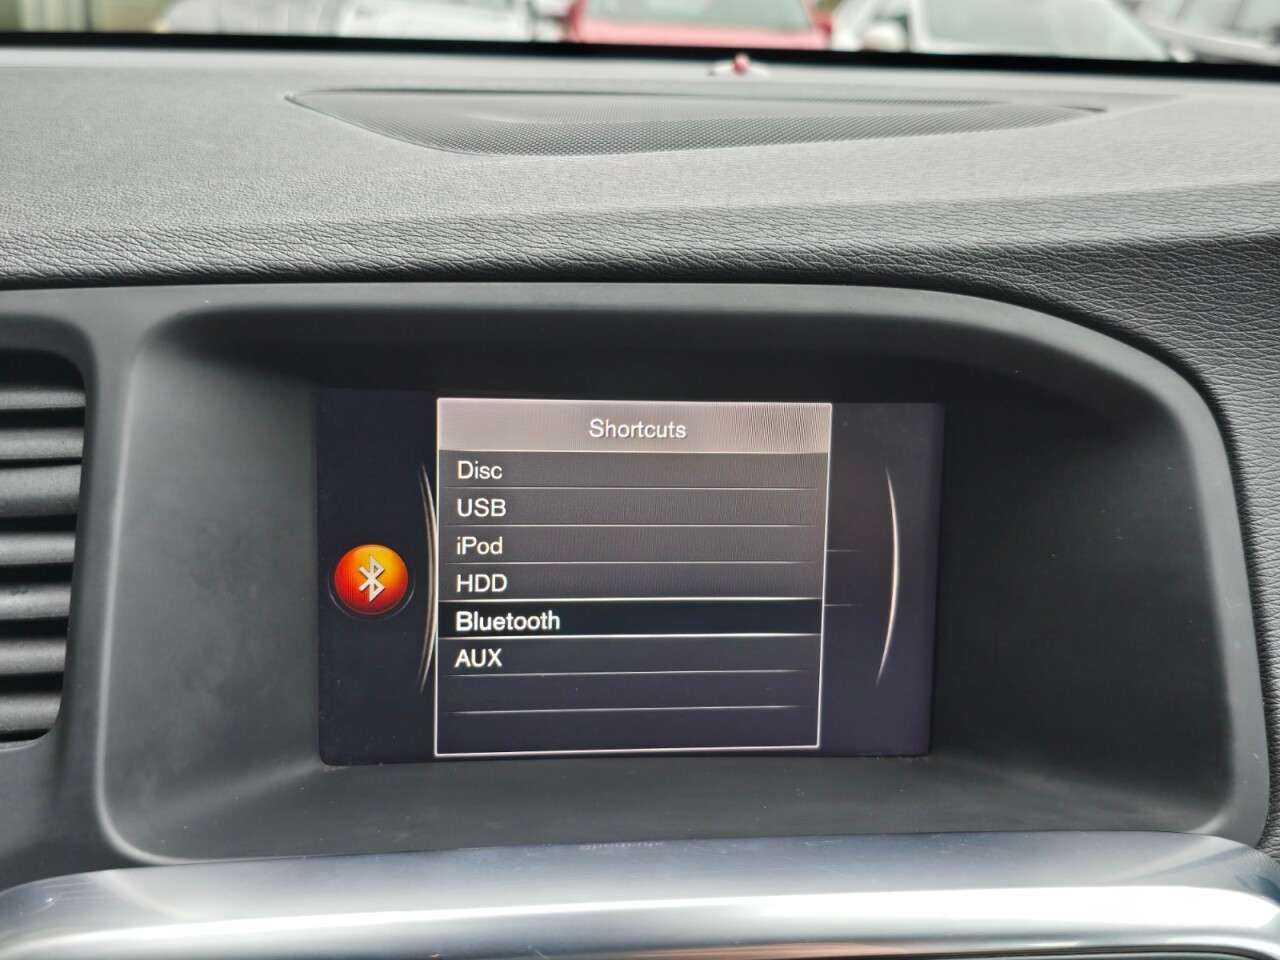 Shortcuts
Disc
USB
iPod
HDD
Bluetooth
AUX